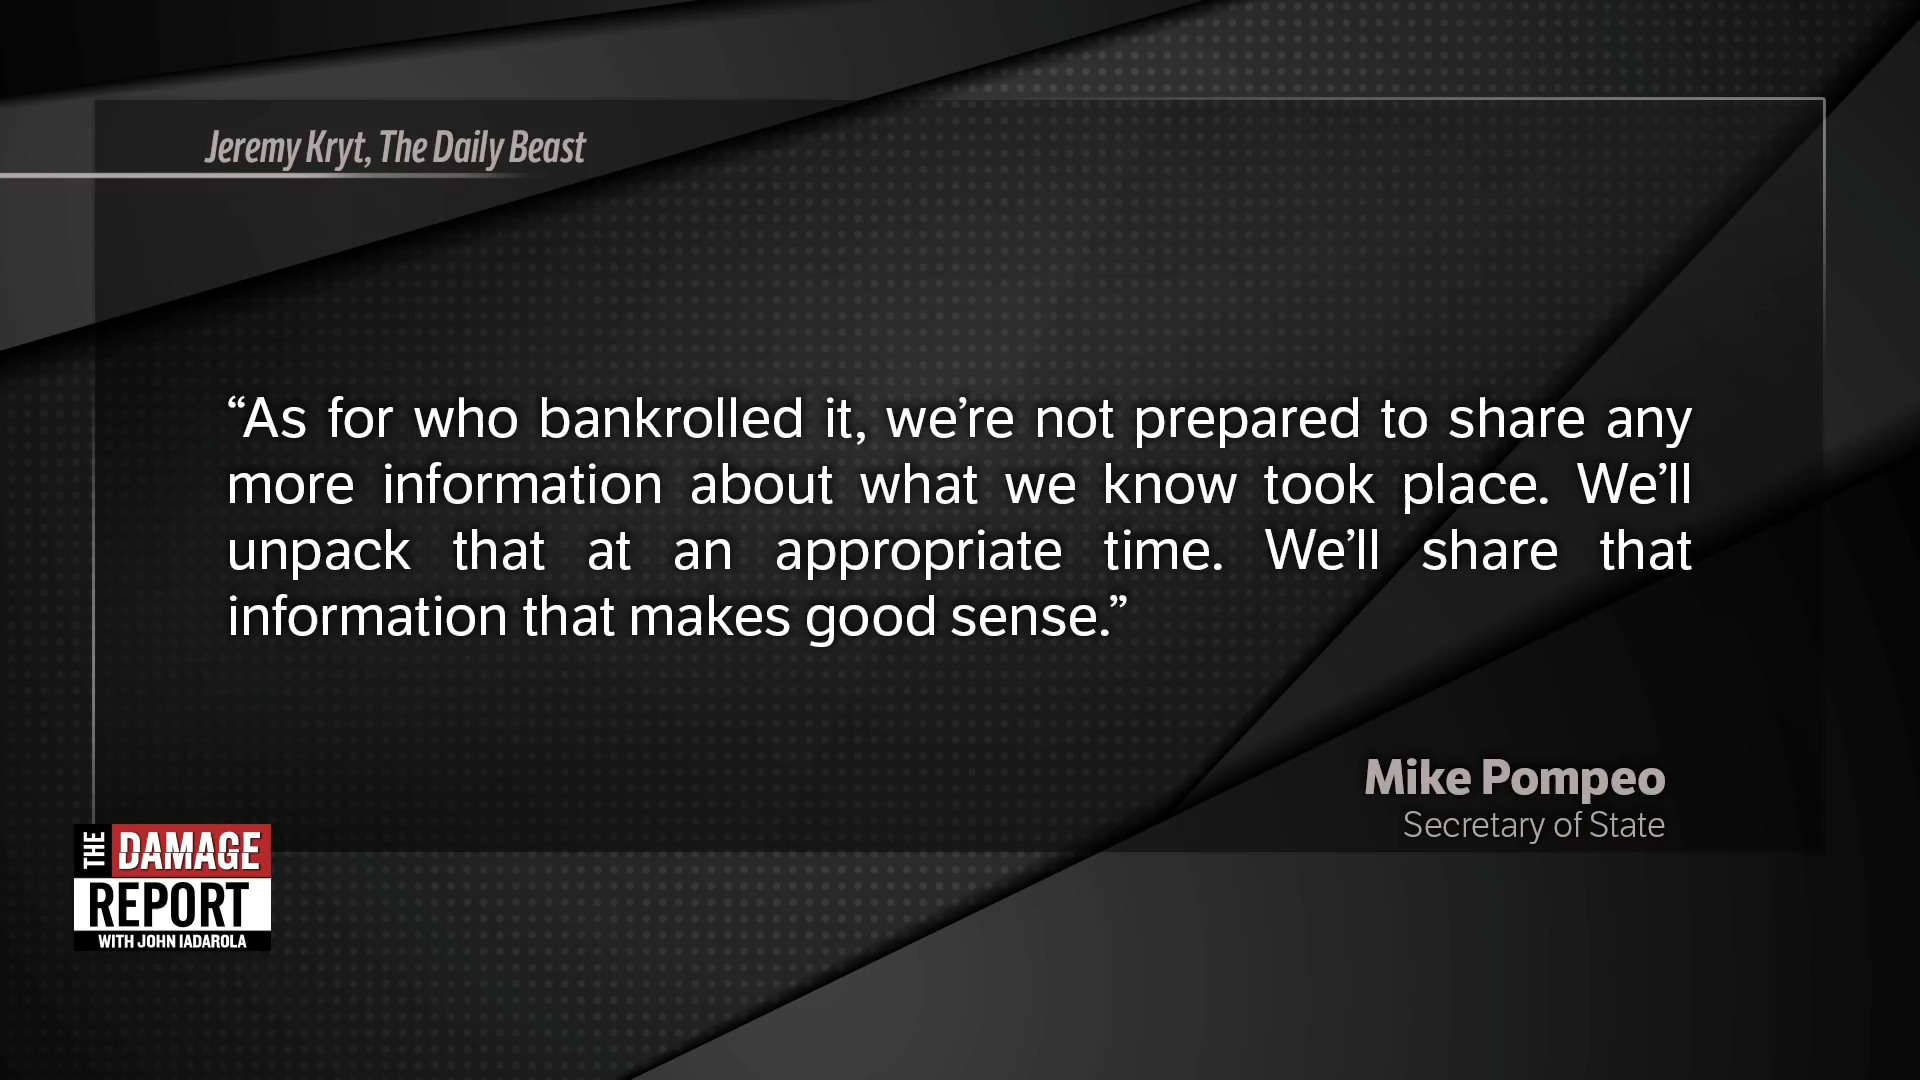 Jeremy Kryt, The Daily Beast
“As for who bankrolled it, we’re not prepared to share any
more information about what we know took place. We’ll
unpack that at an appropriate time. We’ll share that
information that makes good sense.”
Mike Pompeo
Secretary of State
THE DAMAGE
REPORT
WITH JOHN IADAROLA